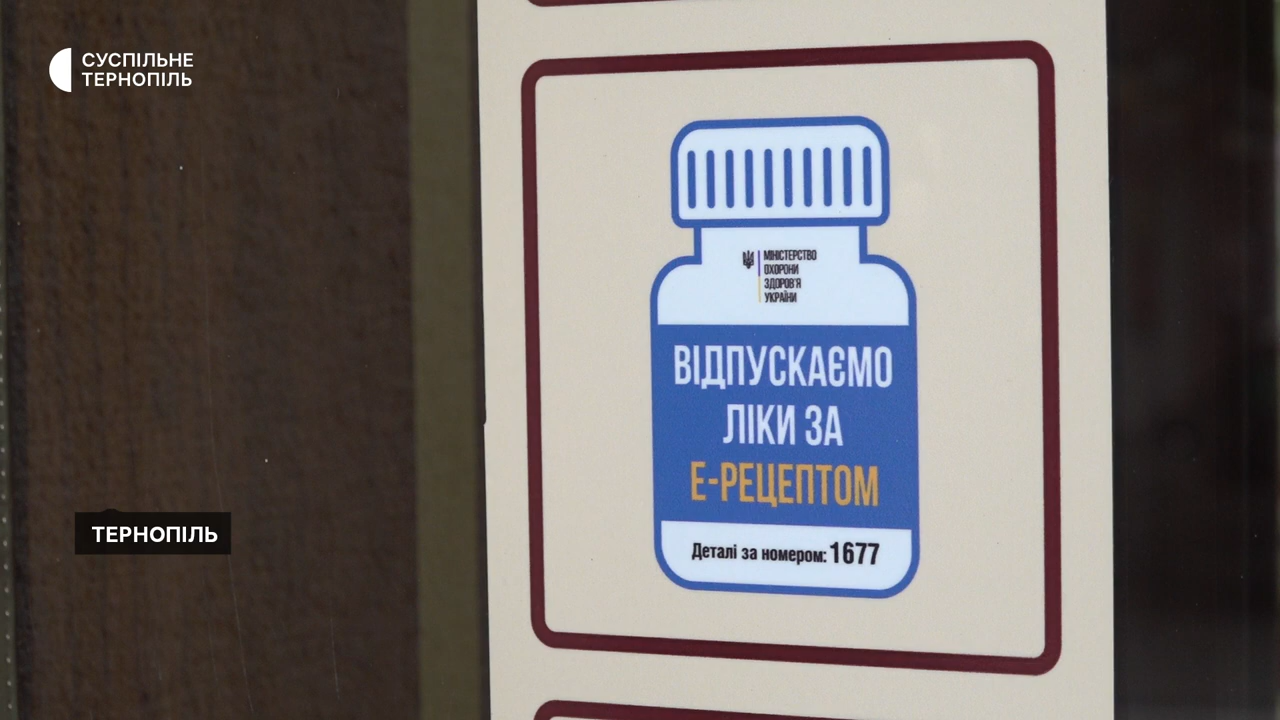 СУСПІЛЬНЕ
ТЕРНОПІЛЬ
МІНІСТЕРСТВО
ОХОРОНИ
ЗДОРОВ'Я
УКРАЇНИ
ВІДПУСКАЄМО
ЛІКИ ЗА
Е-РЕЦЕПТОМ
Деталі за номером: 1677
ТЕРНОПІЛЬ